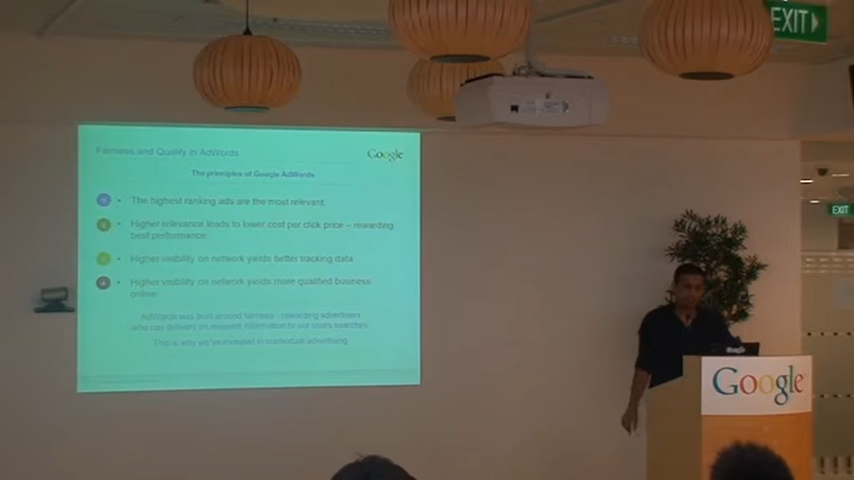 EXIT
Fairness and Quality in AdWords
Google
The principles of Google AdWords
The highest ranking ads are the most relevant
Higher relevance leads to lower cost per click price – rewarding
best performance
Higher visibility on network yields better tracking data
Higher visibility on network yields more qualified business
online
AdWords was built around fairness - rewarding advertisers
who can deliver on relevant information to our users searches.
This is why we've invested in contextual advertising
EXIT
Google